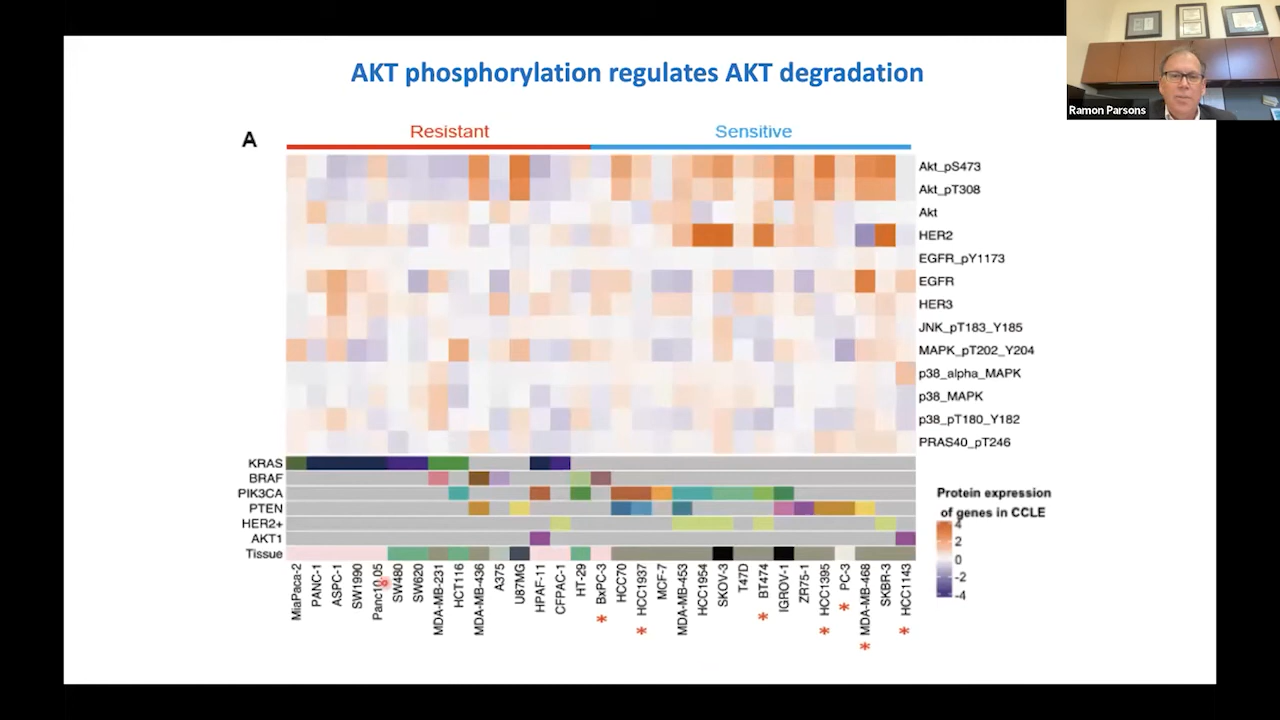 AKT phosphorylation regulates AKT degradation
Ramon Parsons
A
Resistant
Sensitive
Akt_pS473
Akt_pT308
Akt
HER2
EGFR_pY1173
EGFR
HER3
JNK_pT183_Y185
MAPK_pT202_Y204
p38_alpha_MAPK
p38_MAPK
p38_pT180_Y182
PRAS40_pT246
KRAS
BRAF
PIK3CA
PTEN
HER2+
AKT1
Tissue
Protein expression
of genes in CCLE
4
2
0
-2
-4
MiaPaca-2
PANC-1
ASPC-1
SW1990
Panc10.05
SW480
SW620
MDA-MB-231
HCT116
MDA-MB-436
A375
U87MG
HPAF-11
CFPAC-1
HT-29
BxPC-3
*
HCC70
HCC1937
*
MCF-7
MDA-MB-453
HCC1954
SKOV-3
T47D
BT474
*
IGROV-1
ZR75-1
HCC1395
*
PC-3
*
MDA-MB-468
*
SKBR-3
HCC1143
*